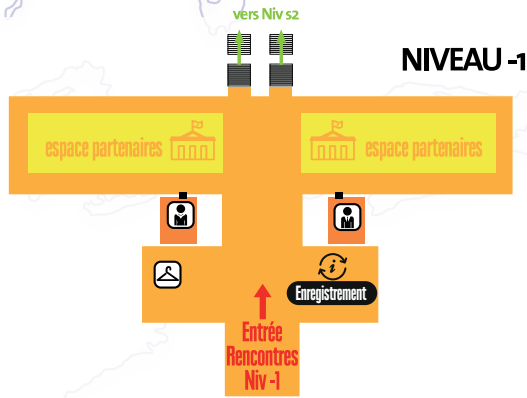 vers Niv s2
NIVEAU -1
espace partenaires
espace partenaires
Enregistrement
Entrée
Rencontres
Niv -1